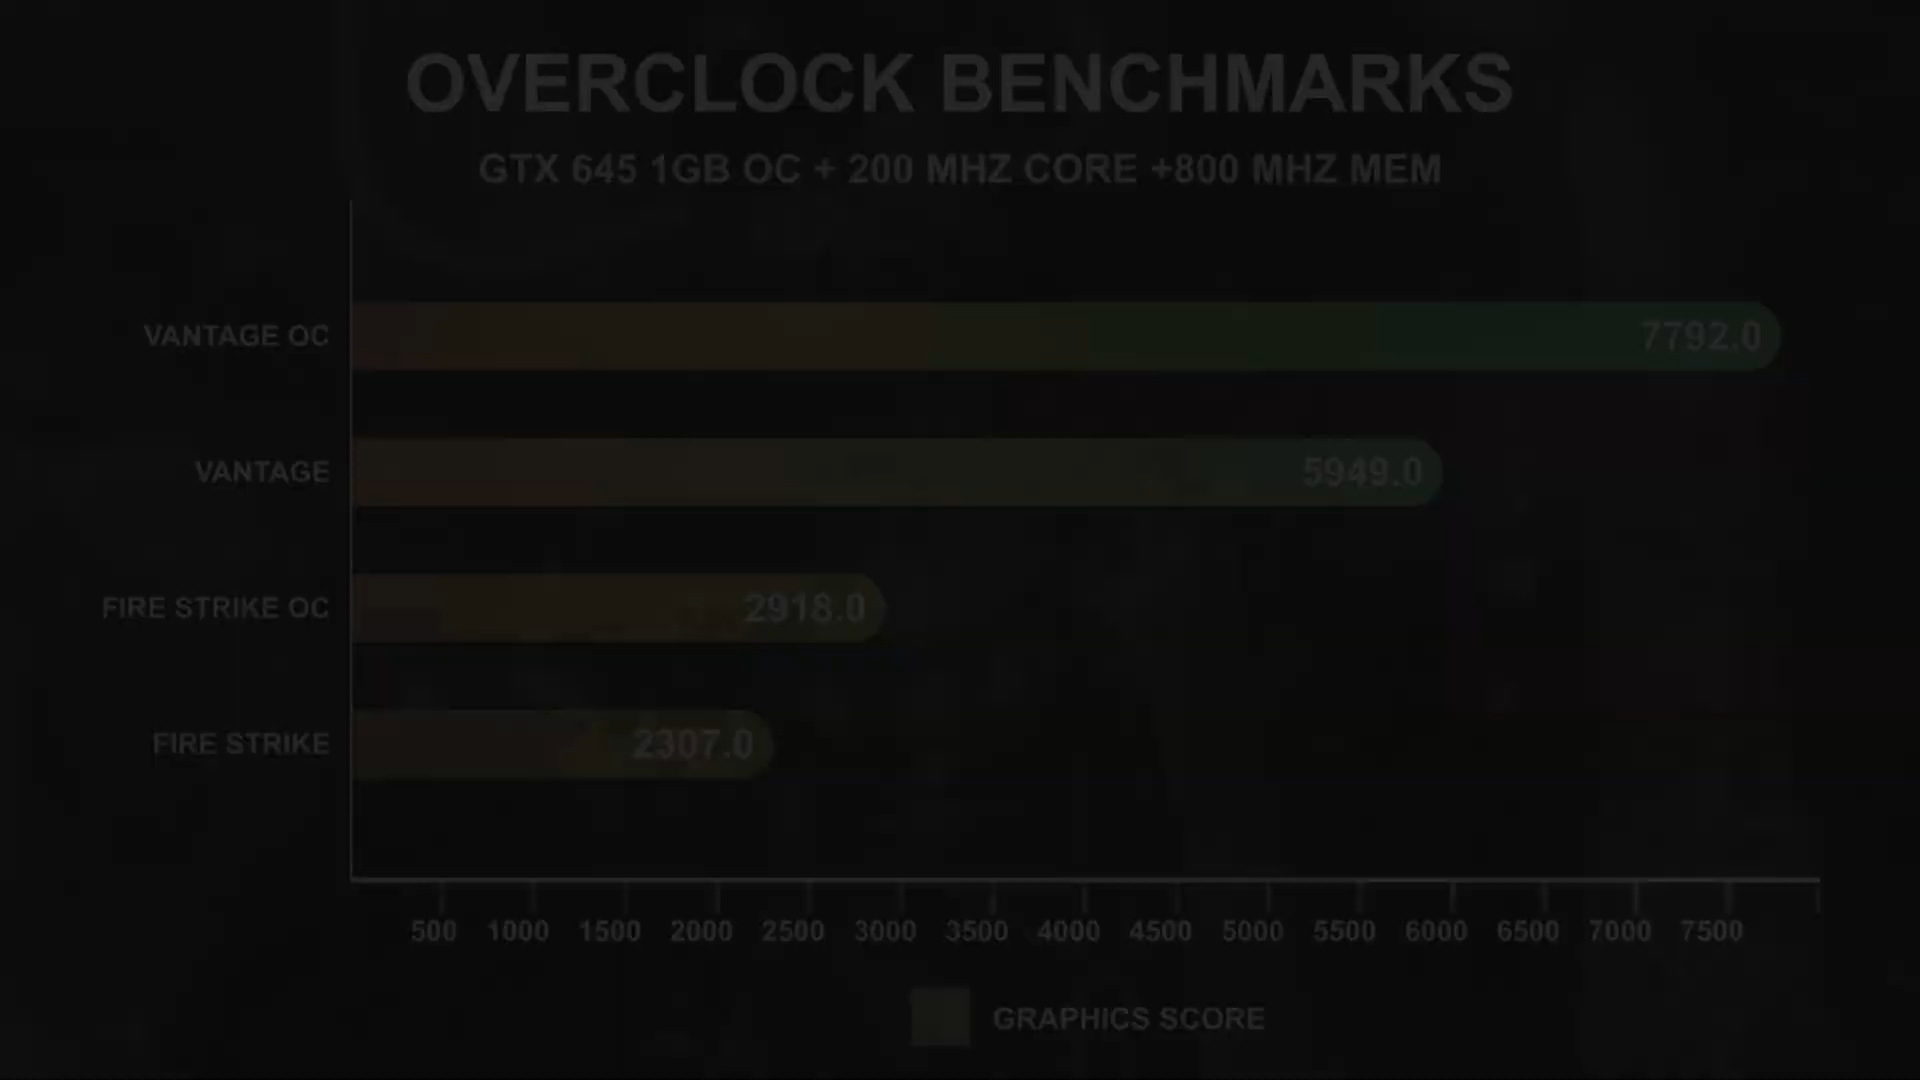 OVERCLOCK BENCHMARKS
GTX 645 1GB OC + 200 MHZ CORE +800 MHZ MEM
VANTAGE OC 7792.0
VANTAGE 5949.0
FIRE STRIKE OC 2918.0
FIRE STRIKE 2307.0
500 1000 1500 2000 2500 3000 3500 4000 4500 5000 5500 6000 6500 7000 7500
GRAPHICS SCORE